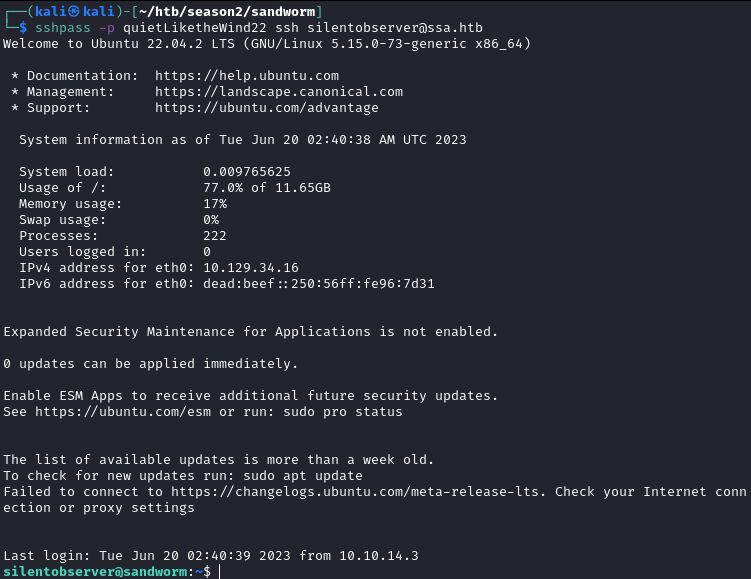 ┌──(kali㉿kali)-[~/htb/season2/sandworm]
└─$ sshpass -p quietLiketheWind22 ssh silentobserver@ssa.htb
Welcome to Ubuntu 22.04.2 LTS (GNU/Linux 5.15.0-73-generic x86_64)
* Documentation:  https://help.ubuntu.com
* Management:     https://landscape.canonical.com
* Support:        https://ubuntu.com/advantage
System information as of Tue Jun 20 02:40:38 AM UTC 2023
System load:           0.009765625
Usage of /:            77.0% of 11.65GB
Memory usage:          17%
Swap usage:            0%
Processes:             222
Users logged in:       0
IPv4 address for eth0: 10.129.34.16
IPv6 address for eth0: dead:beef::250:56ff:fe96:7d31
Expanded Security Maintenance for Applications is not enabled.
0 updates can be applied immediately.
Enable ESM Apps to receive additional future security updates.
See https://ubuntu.com/esm or run: sudo pro status
The list of available updates is more than a week old.
To check for new updates run: sudo apt update
Failed to connect to https://changelogs.ubuntu.com/meta-release-lts. Check your Internet conn
ection or proxy settings
Last login: Tue Jun 20 02:40:39 2023 from 10.10.14.3
silentobserver@sandworm:~$